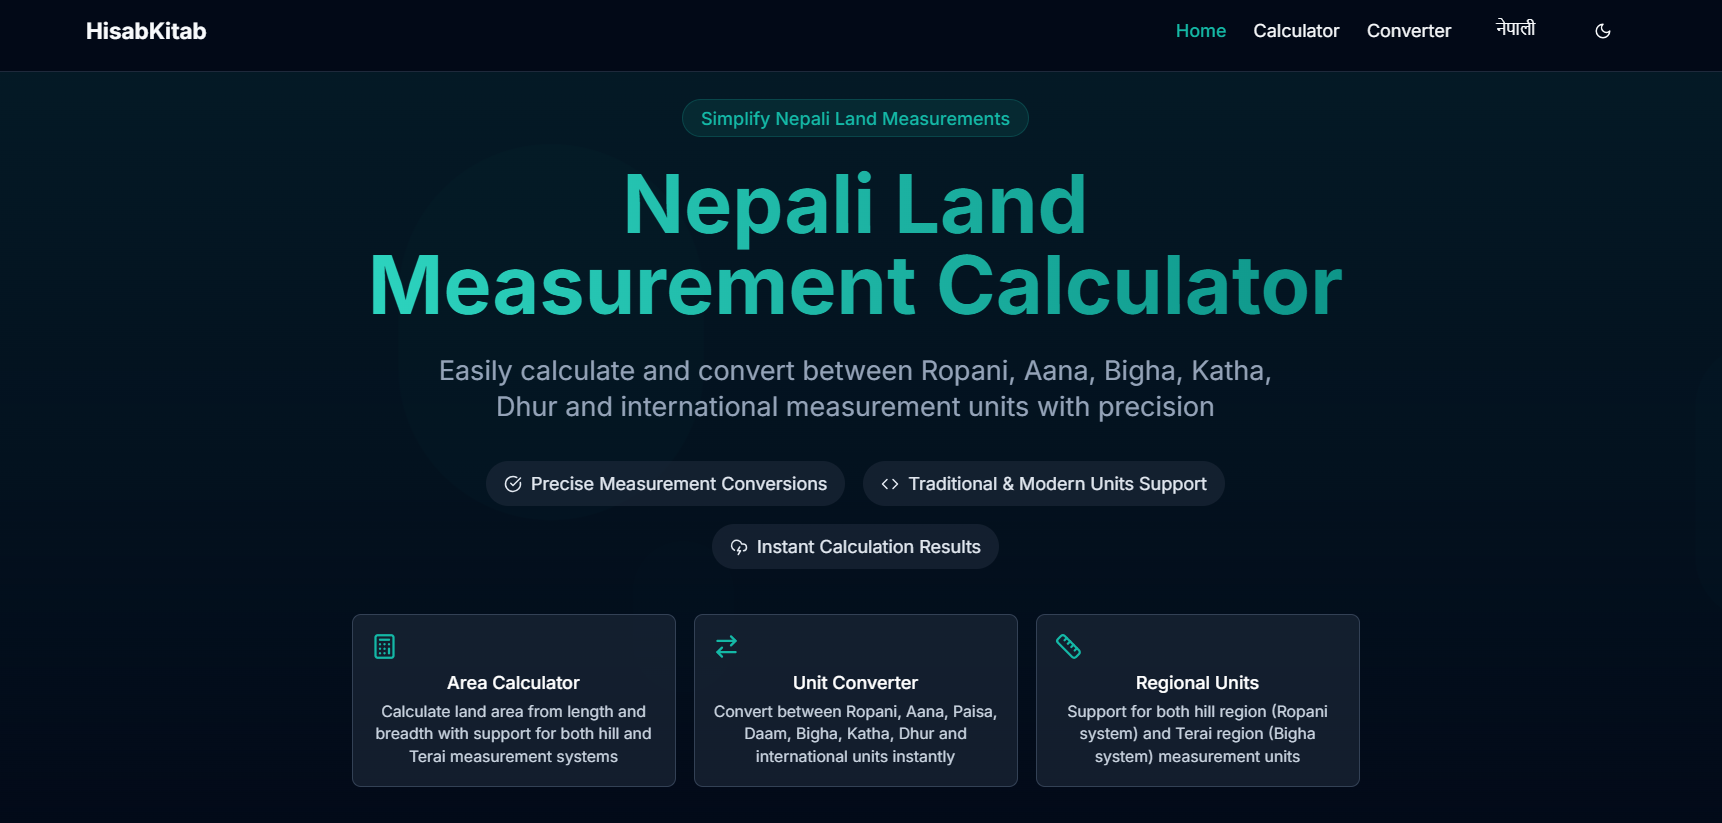 HisabKitab
Home
Calculator
Converter
नेपाली
Simplify Nepali Land Measurements
Nepali Land
Measurement Calculator
Easily calculate and convert between Ropani, Aana, Bigha, Katha,
Dhur and international measurement units with precision
Precise Measurement Conversions
Traditional & Modern Units Support
Instant Calculation Results
Area Calculator
Calculate land area from length and
breadth with support for both hill and
Terai measurement systems
Unit Converter
Convert between Ropani, Aana, Paisa,
Daam, Bigha, Katha, Dhur and
international units instantly
Regional Units
Support for both hill region (Ropani
system) and Terai region (Bigha
system) measurement units